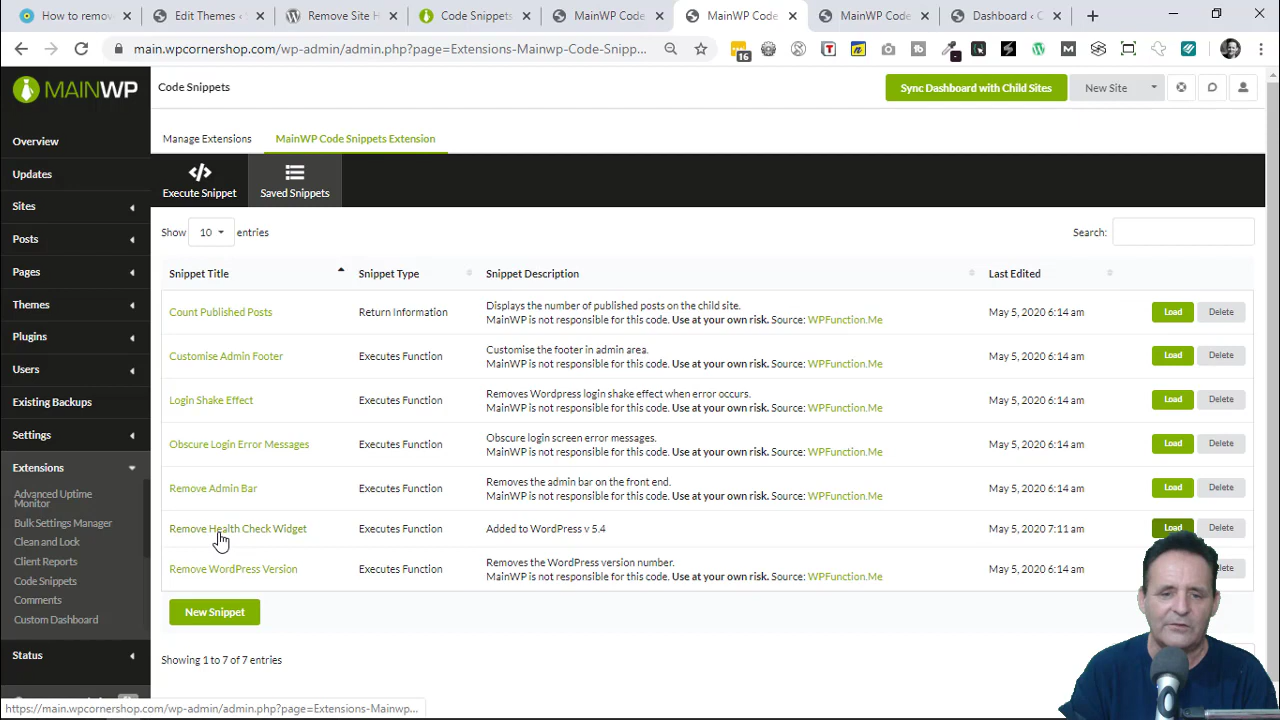 How to remov
Edit Themes ‹ S
Remove Site H
Code Snippets
MainWP Code
MainWP Code
MainWP Code
Dashboard ‹ C
main.wpcornershop.com/wp-admin/admin.php?page=Extensions-Mainwp-Code-Snipp...
16
MAINWP
Code Snippets
Sync Dashboard with Child Sites
New Site
Manage Extensions
MainWP Code Snippets Extension
Overview
Updates
Sites
Posts
Pages
Themes
Plugins
Users
Existing Backups
Settings
Extensions
Advanced Uptime
Monitor
Bulk Settings Manager
Clean and Lock
Client Reports
Code Snippets
Comments
Custom Dashboard
Status
Execute Snippet
Saved Snippets
Show 10 entries
Search:
Snippet Title Snippet Type Snippet Description Last Edited
Count Published Posts Return Information Displays the number of published posts on the child site. May 5, 2020 6:14 am Load Delete
MainWP is not responsible for this code. Use at your own risk. Source: WPFunction.Me
Customise Admin Footer Executes Function Customise the footer in admin area. May 5, 2020 6:14 am Load Delete
MainWP is not responsible for this code. Use at your own risk. Source: WPFunction.Me
Login Shake Effect Executes Function Removes Wordpress login shake effect when error occurs. May 5, 2020 6:14 am Load Delete
MainWP is not responsible for this code. Use at your own risk. Source: WPFunction.Me
Obscure Login Error Messages Executes Function Obscure login screen error messages. May 5, 2020 6:14 am Load Delete
MainWP is not responsible for this code. Use at your own risk. Source: WPFunction.Me
Remove Admin Bar Executes Function Removes the admin bar on the front end. May 5, 2020 6:14 am Load Delete
MainWP is not responsible for this code. Use at your own risk. Source: WPFunction.Me
Remove Health Check Widget Executes Function Added to WordPress v 5.4 May 5, 2020 7:11 am Load Delete
Remove WordPress Version Executes Function Removes the WordPress version number. May 5, 2020 6:14 am elete
MainWP is not responsible for this code. Use at your own risk. Source: WPFunction.Me
New Snippet
Showing 1 to 7 of 7 entries
https://main.wpcornershop.com/wp-admin/admin.php?page=Extensions-Mainwp...